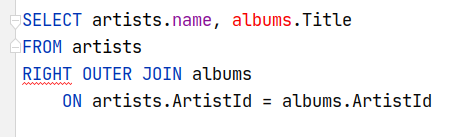 SELECT artists.name, albums.Title
FROM artists
RIGHT OUTER JOIN albums
    ON artists.ArtistId = albums.ArtistId